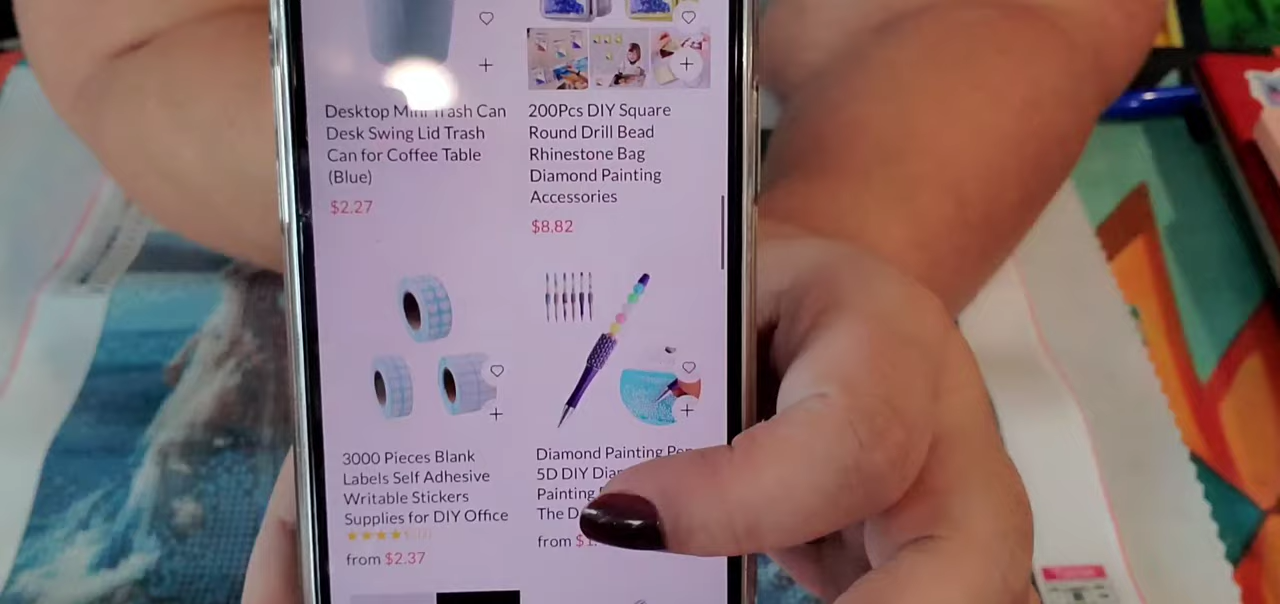 Desktop Mini Trash Can
Desk Swing Lid Trash
Can for Coffee Table
(Blue)
$2.27
200Pcs DIY Square
Round Drill Bead
Rhinestone Bag
Diamond Painting
Accessories
$8.82
3000 Pieces Blank
Labels Self Adhesive
Writable Stickers
Supplies for DIY Office
from $2.37
Diamond Painting Pen
5D DIY
Painting
The
from $1.